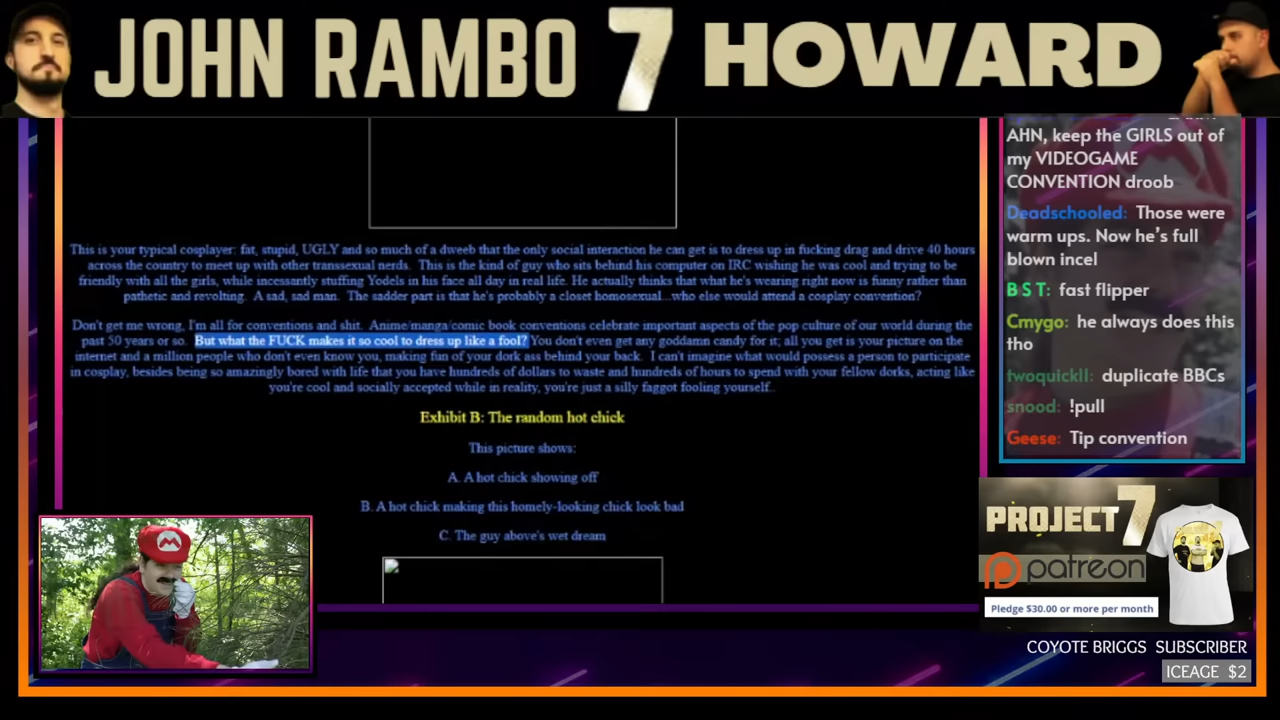 JOHN RAMBO 7 HOWARD
This is your typical cosplayer: fat, stupid, UGLY and so much of a dweeb that the only social interaction he can get is to dress up in fucking drag and drive 40 hours
across the country to meet up with other transsexual nerds.  This is the kind of guy who sits behind his computer on IRC wishing he was cool and trying to be
friendly with all the girls, while incessantly stuffing Yodels in his face all day in real life. He actually thinks that what he's wearing right now is funny rather than
pathetic and revolting.  A sad, sad man.  The sadder part is that he's probably a closet homosexual...who else would attend a cosplay convention?
Don't get me wrong, I'm all for conventions and shit.  Anime/manga/comic book conventions celebrate important aspects of the pop culture of our world during the
past 50 years or so.  But what the FUCK makes it so cool to dress up like a fool? You don't even get any goddamn candy for it; all you get is your picture on the
internet and a million people who don't even know you, making fun of your dork ass behind your back.  I can't imagine what would possess a person to participate
in cosplay, besides being so amazingly bored with life that you have hundreds of dollars to waste and hundreds of hours to spend with your fellow dorks, acting like
you're cool and socially accepted while in reality, you're just a silly faggot fooling yourself..
Exhibit B: The random hot chick
This picture shows:
A. A hot chick showing off
B. A hot chick making this homely-looking chick look bad
C. The guy above's wet dream
AHN, keep the GIRLS out of
my VIDEOGAME
CONVENTION droob
Deadschooled: Those were
warm ups. Now he's full
blown incel
B S T: fast flipper
Cmygo: he always does this
tho
twoquickll: duplicate BBCs
snood: !pull
Geese: Tip convention
PROJECT 7
patreon
Pledge $30.00 or more per month
COYOTE BRIGGS SUBSCRIBER
ICEAGE $2